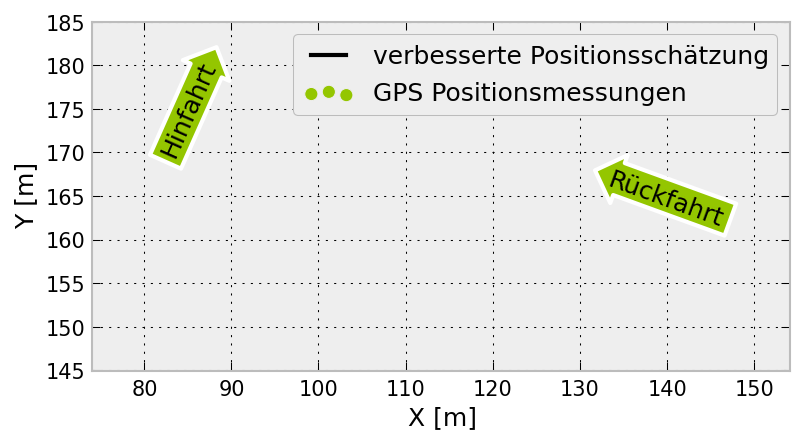 185
180
175
170
165
160
155
150
145
Y [m]
Hinfahrt
verbesserte Positionsschätzung
GPS Positionsmessungen
Rückfahrt
80 90 100 110 120 130 140 150
X [m]